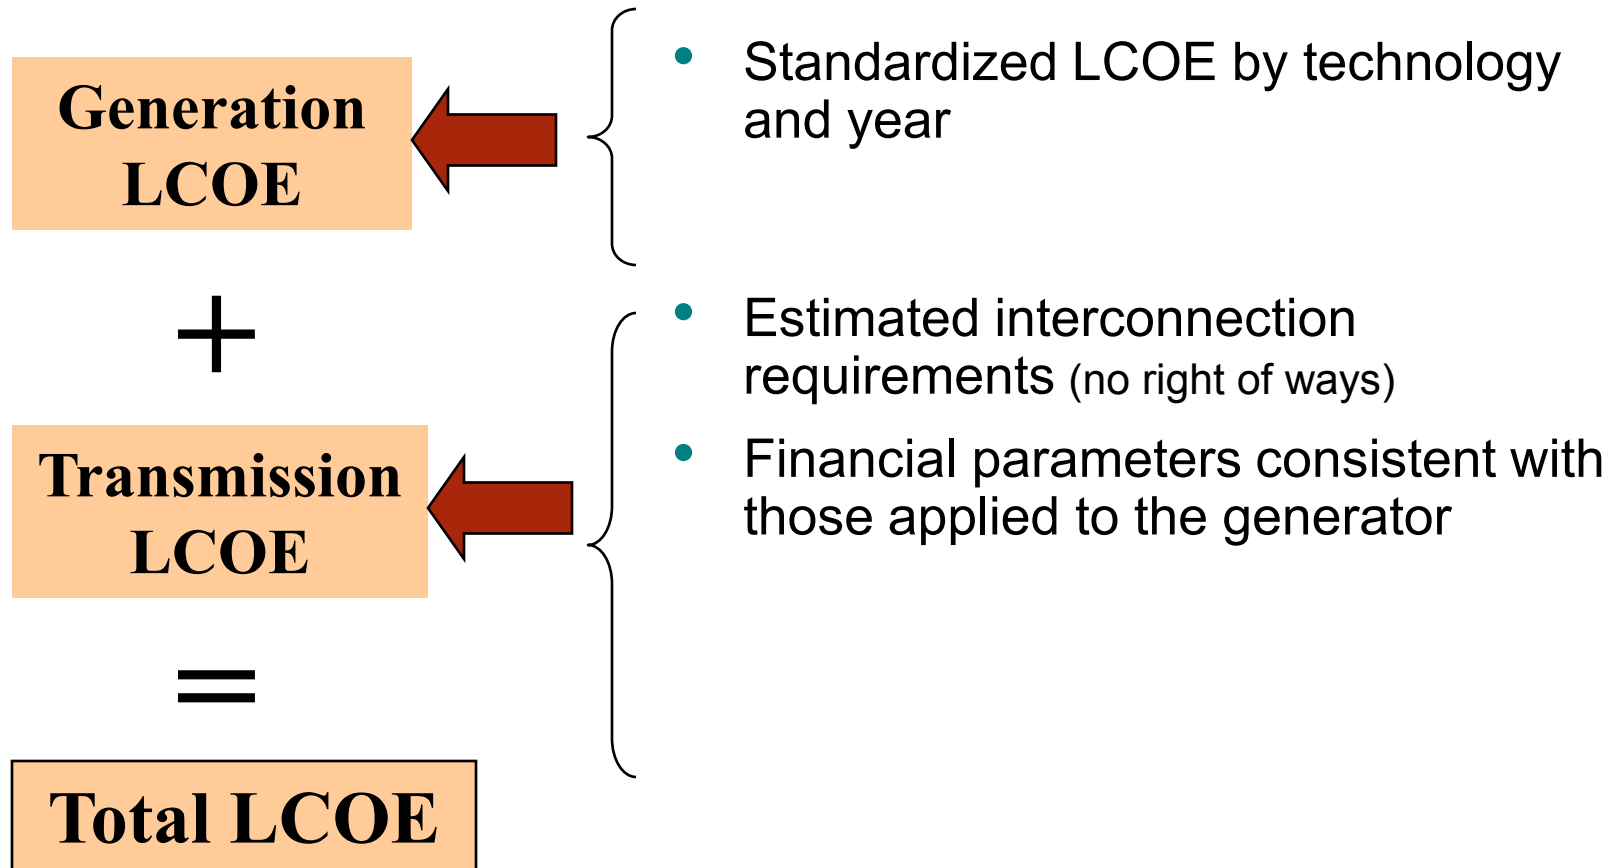 Generation
LCOE
• Standardized LCOE by technology
and year
+
• Estimated interconnection
requirements (no right of ways)
Transmission
LCOE
• Financial parameters consistent with
those applied to the generator
=
Total LCOE